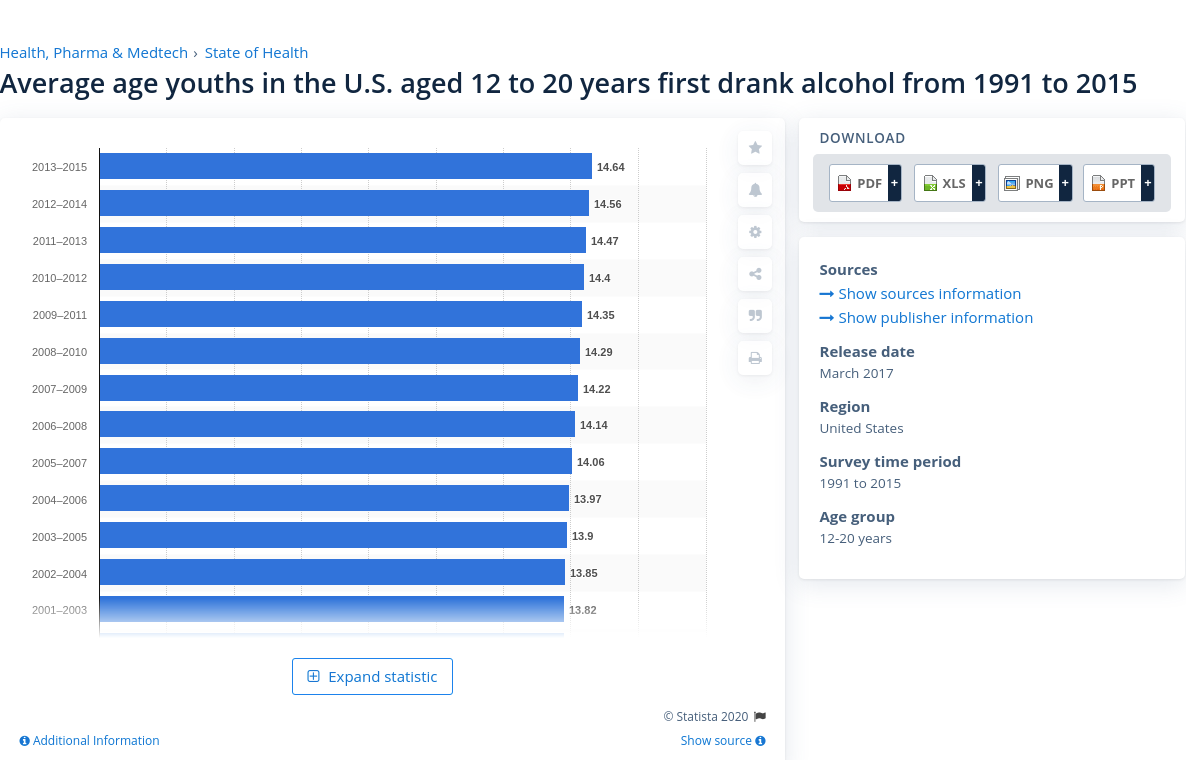 Health, Pharma & Medtech › State of Health
Average age youths in the U.S. aged 12 to 20 years first drank alcohol from 1991 to 2015
2013–2015 14.64
2012–2014 14.56
2011–2013 14.47
2010–2012 14.4
2009–2011 14.35
2008–2010 14.29
2007–2009 14.22
2006–2008 14.14
2005–2007 14.06
2004–2006 13.97
2003–2005 13.9
2002–2004 13.85
2001–2003 13.82
Expand statistic
© Statista 2020
Additional Information
Show source
DOWNLOAD
PDF + XLS + PNG + PPT +
Sources
Show sources information
Show publisher information
Release date
March 2017
Region
United States
Survey time period
1991 to 2015
Age group
12-20 years